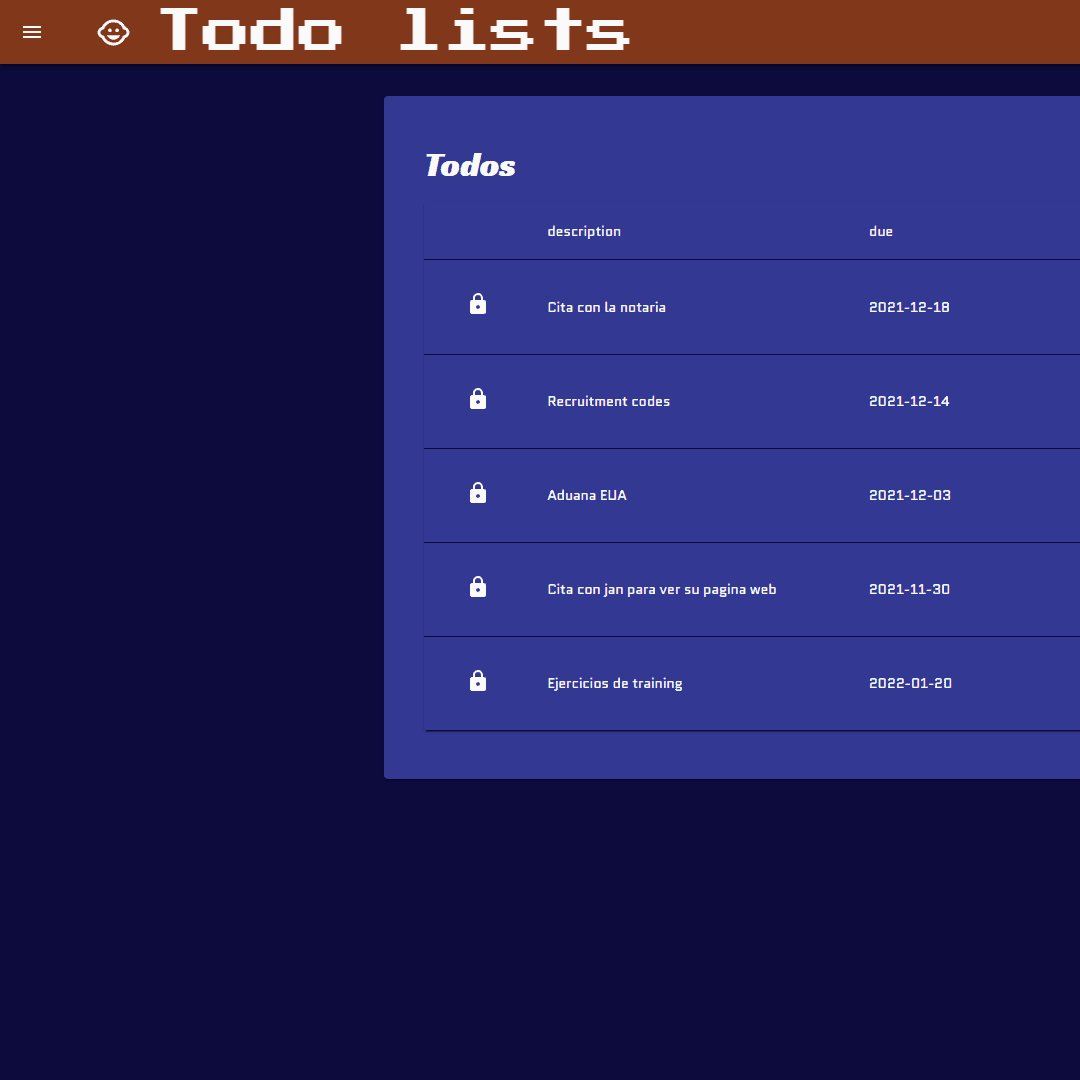 Todo lists
Todos
description due
Cita con la notaria 2021-12-18
Recruitment codes 2021-12-14
Aduana EUA 2021-12-03
Cita con jan para ver su pagina web 2021-11-30
Ejercicios de training 2022-01-20